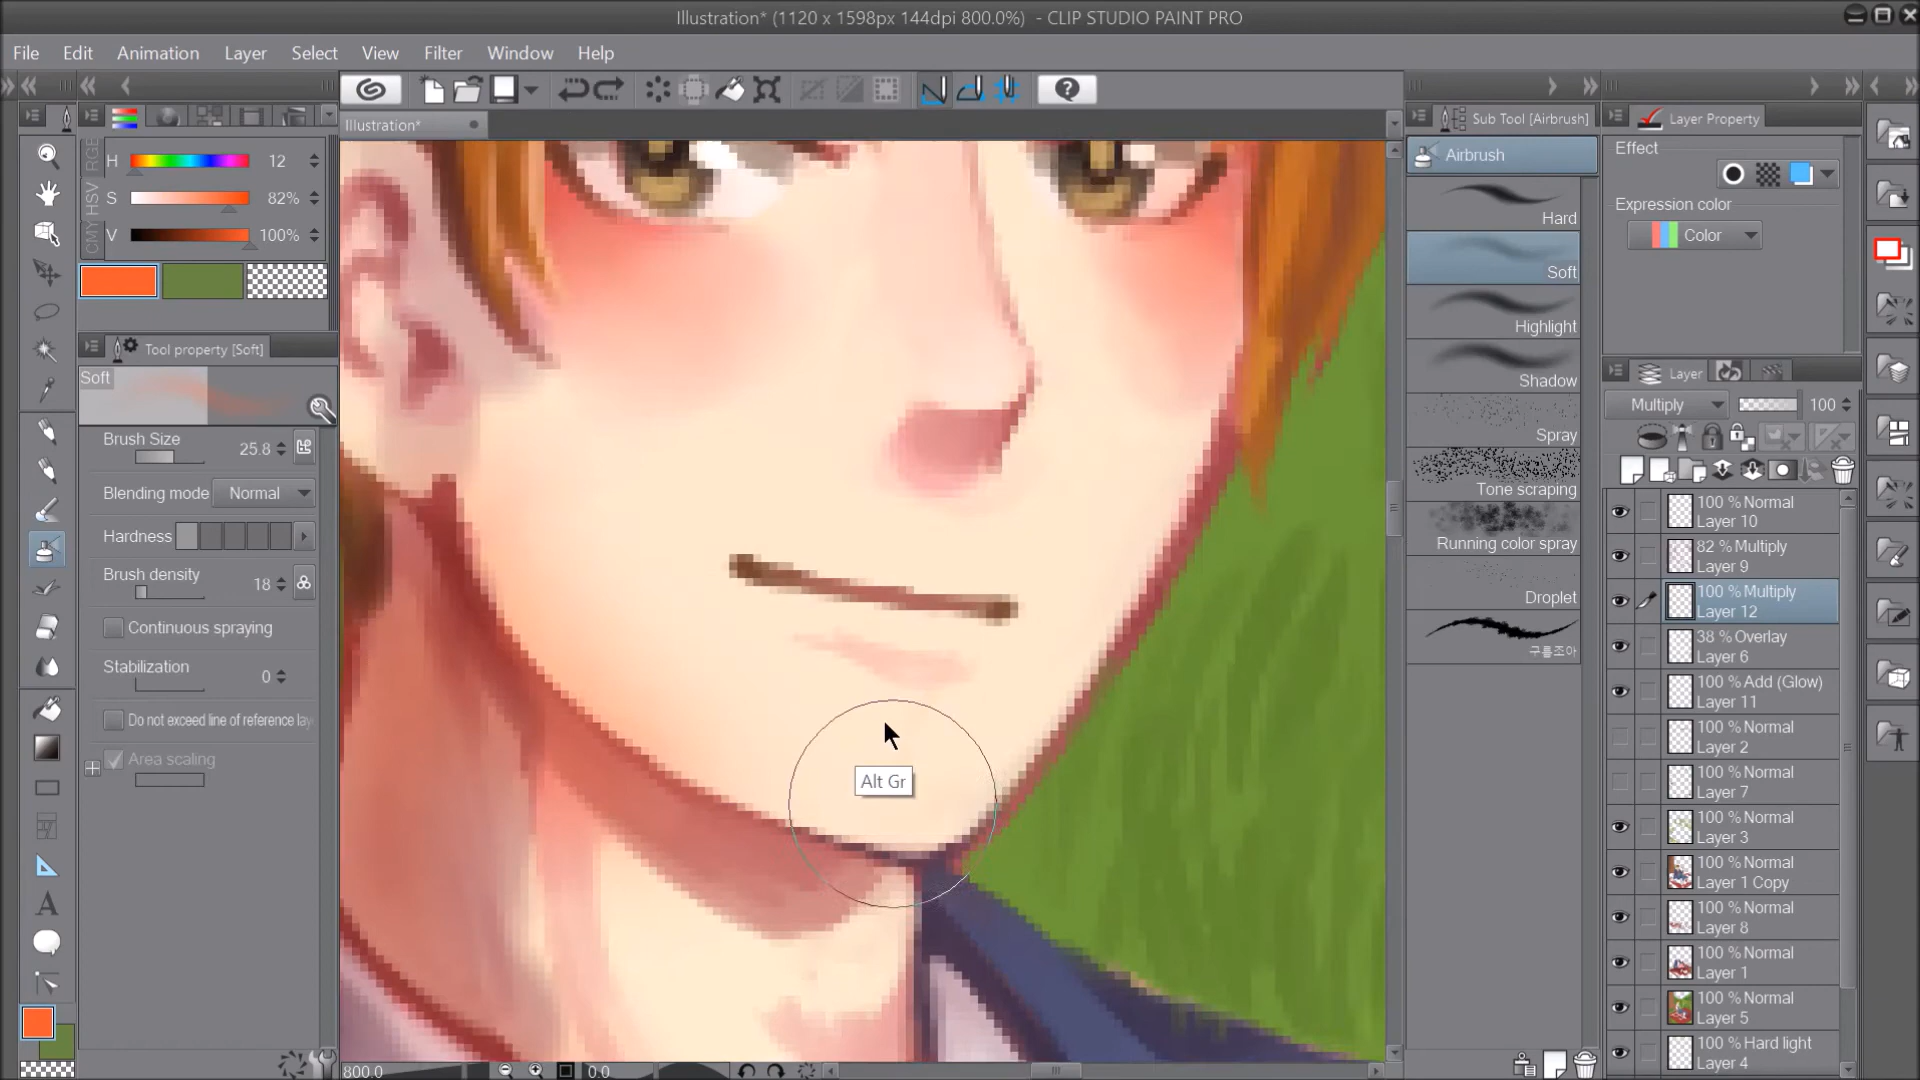 Illustration* (1120 x 1598px 144dpi 800.0%) - CLIP STUDIO PAINT PRO
File Edit Animation Layer Select View Filter Window Help
Illustration*
RGB
HSV
CMY
H 12
S 82%
V 100%
Tool property [Soft]
Soft
Brush Size 25.8
Blending mode Normal
Hardness
Brush density 18
Continuous spraying
Stabilization 0
Do not exceed line of reference lay
Area scaling
Alt Gr
800.0 0.0
Sub Tool [Airbrush]
Airbrush
Hard
Soft
Highlight
Shadow
Spray
Tone scraping
Running color spray
Droplet
구름조아
Layer Property
Effect
Expression color
Color
Layer
Multiply 100
100 % Normal
Layer 10
82 % Multiply
Layer 9
100 % Multiply
Layer 12
38 % Overlay
Layer 6
100 % Add (Glow)
Layer 11
100 % Normal
Layer 2
100 % Normal
Layer 7
100 % Normal
Layer 3
100 % Normal
Layer 1 Copy
100 % Normal
Layer 8
100 % Normal
Layer 1
100 % Normal
Layer 5
100 % Hard light
Layer 4